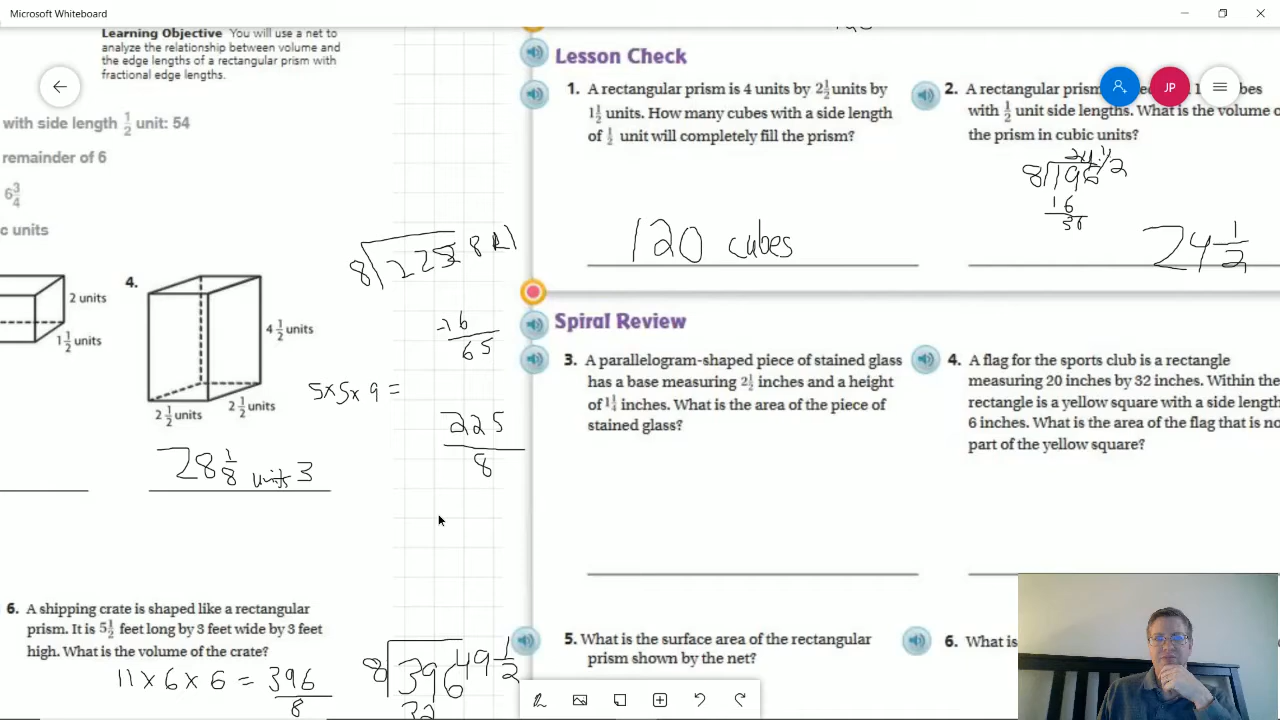 Microsoft Whiteboard
Learning Objective You will use a net to
analyze the relationship between volume and
the edge lengths of a rectangular prism with
fractional edge lengths.
with side length 1/2 unit: 54
remainder of 6
6 3/4
c units
2 units
1 1/2 units
4.
4 1/2 units
2 1/2 units
2 1/2 units
28 1/8 units 3
8
225
16
65
5x5x9=
225
8
6. A shipping crate is shaped like a rectangular
prism. It is 5 1/2 feet long by 3 feet wide by 3 feet
high. What is the volume of the crate?
11 x 6 x 6 = 396
8
8 396 49 1/2
32
Lesson Check
1. A rectangular prism is 4 units by 2 1/2 units by
1 1/2 units. How many cubes with a side length
of 1/2 unit will completely fill the prism?
120 cubes
2. A rectangular prism
with 1/2 unit side lengths. What is the volume o
the prism in cubic units?
JP
8 196
16
36
24 1/2
Spiral Review
3. A parallelogram-shaped piece of stained glass
has a base measuring 2 1/2 inches and a height
of 1 1/4 inches. What is the area of the piece of
stained glass?
4. A flag for the sports club is a rectangle
measuring 20 inches by 32 inches. Within the
rectangle is a yellow square with a side length
6 inches. What is the area of the flag that is no
part of the yellow square?
5. What is the surface area of the rectangular
prism shown by the net?
6. What is